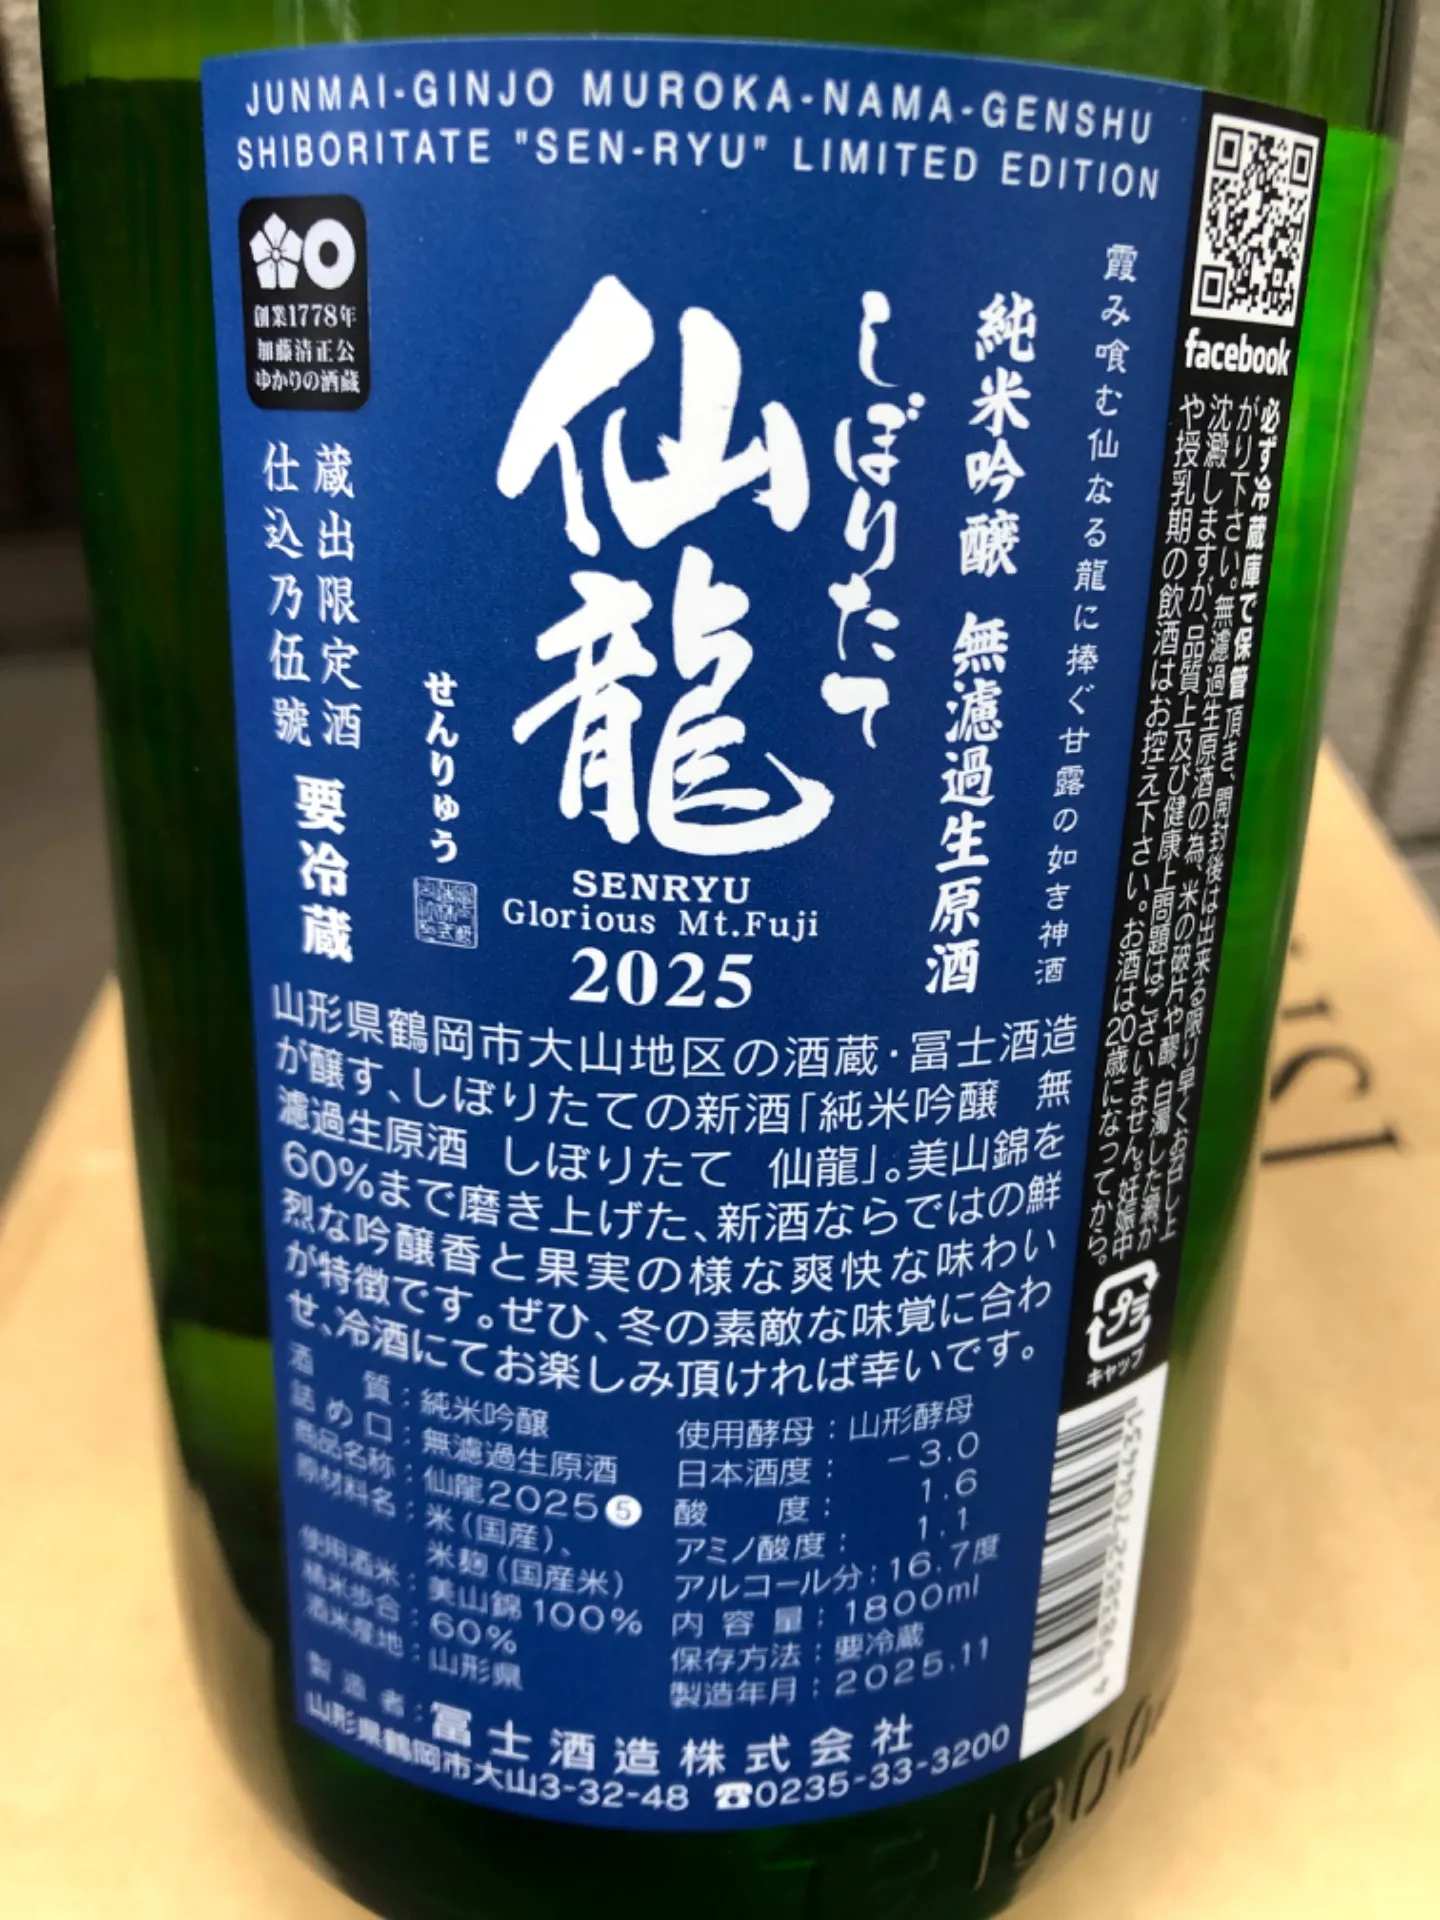 JUNMAI-GINJO MUROKA-NAMA-GENSHU
SHIBORITATE "SEN-RYU" LIMITED EDITION
創業1778年
加藤清正公
ゆかりの酒蔵
霞み喰む仙なる龍に捧ぐ甘露の如き神酒
純米吟醸 無濾過生原酒
しぼりたて
仙龍
せんりゅう
SENRYU
Glorious Mt.Fuji
2025
蔵出限定酒
仕込乃伍號
要冷蔵
山形県鶴岡市大山地区の酒蔵・冨士酒造
が醸す、しぼりたての新酒「純米吟醸 無
濾過生原酒 しぼりたて 仙龍」。美山錦を
60%まで磨き上げた、新酒ならではの鮮
烈な吟醸香と果実の様な爽快な味わい
が特徴です。ぜひ、冬の素敵な味覚に合わ
せ、冷酒にてお楽しみ頂ければ幸いです。
酒質:純米吟醸
詰め口:無濾過生原酒
商品名称:仙龍2025❺
原材料名:米(国産)、
米麹(国産米)
使用酒米:美山錦100%
精米歩合:60%
酒米産地:山形県
使用酵母:山形酵母
日本酒度: -3.0
酸度: 1.6
アミノ酸度: 1.1
アルコール分:16.7度
内容量:1800ml
保存方法:要冷蔵
製造年月:2025.11
製造者:冨士酒造株式会社
山形県鶴岡市大山3-32-48 ☎0235-33-3200
facebook
必ず冷蔵庫で保管頂き、開封後は出来る限り早くお召し上
がり下さい。無濾過生原酒の為、米の破片や醪、白濁した澱が
沈澱しますが、品質上及び健康上問題はございません。妊娠中
や授乳期の飲酒はお控え下さい。お酒は20歳になってから。
プラ
キャップ